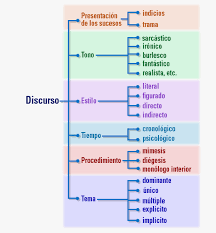 Discurso
Presentación
de los sucesos
indicios
trama
Tono
sarcástico
irónico
burlesco
fantástico
realista, etc.
Estilo
literal
figurado
directo
indirecto
Tiempo
cronológico
psicológico
Procedimiento
mimesis
diégesis
monólogo interior
Tema
dominante
único
múltiple
explícito
implícito